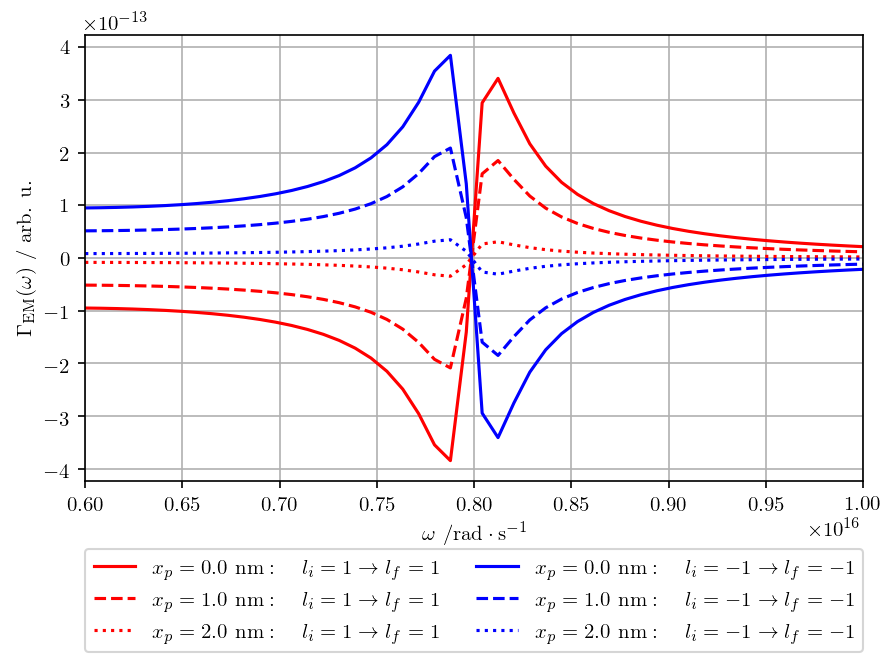 ×10⁻¹³
4
3
2
1
0
−1
−2
−3
−4
Γ_EM(ω) / arb. u.
0.60 0.65 0.70 0.75 0.80 0.85 0.90 0.95 1.00
ω /rad · s⁻¹
×10¹⁶
x_p = 0.0 nm : l_i = 1 → l_f = 1 x_p = 0.0 nm : l_i = −1 → l_f = −1
x_p = 1.0 nm : l_i = 1 → l_f = 1 x_p = 1.0 nm : l_i = −1 → l_f = −1
x_p = 2.0 nm : l_i = 1 → l_f = 1 x_p = 2.0 nm : l_i = −1 → l_f = −1